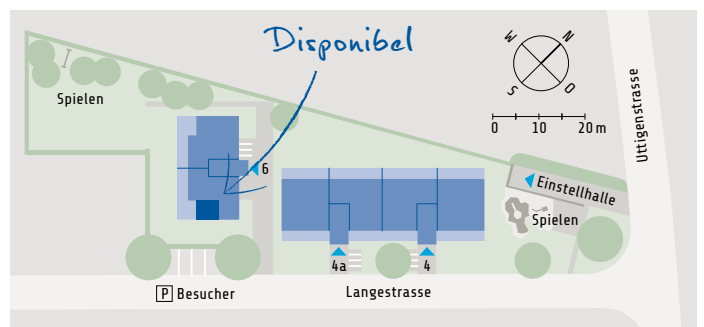 Disponibel
W
N
S
O
0 10 20 m
Uttigenstrasse
Spielen
6
Einstellhalle
Spielen
4a
4
P Besucher
Langestrasse